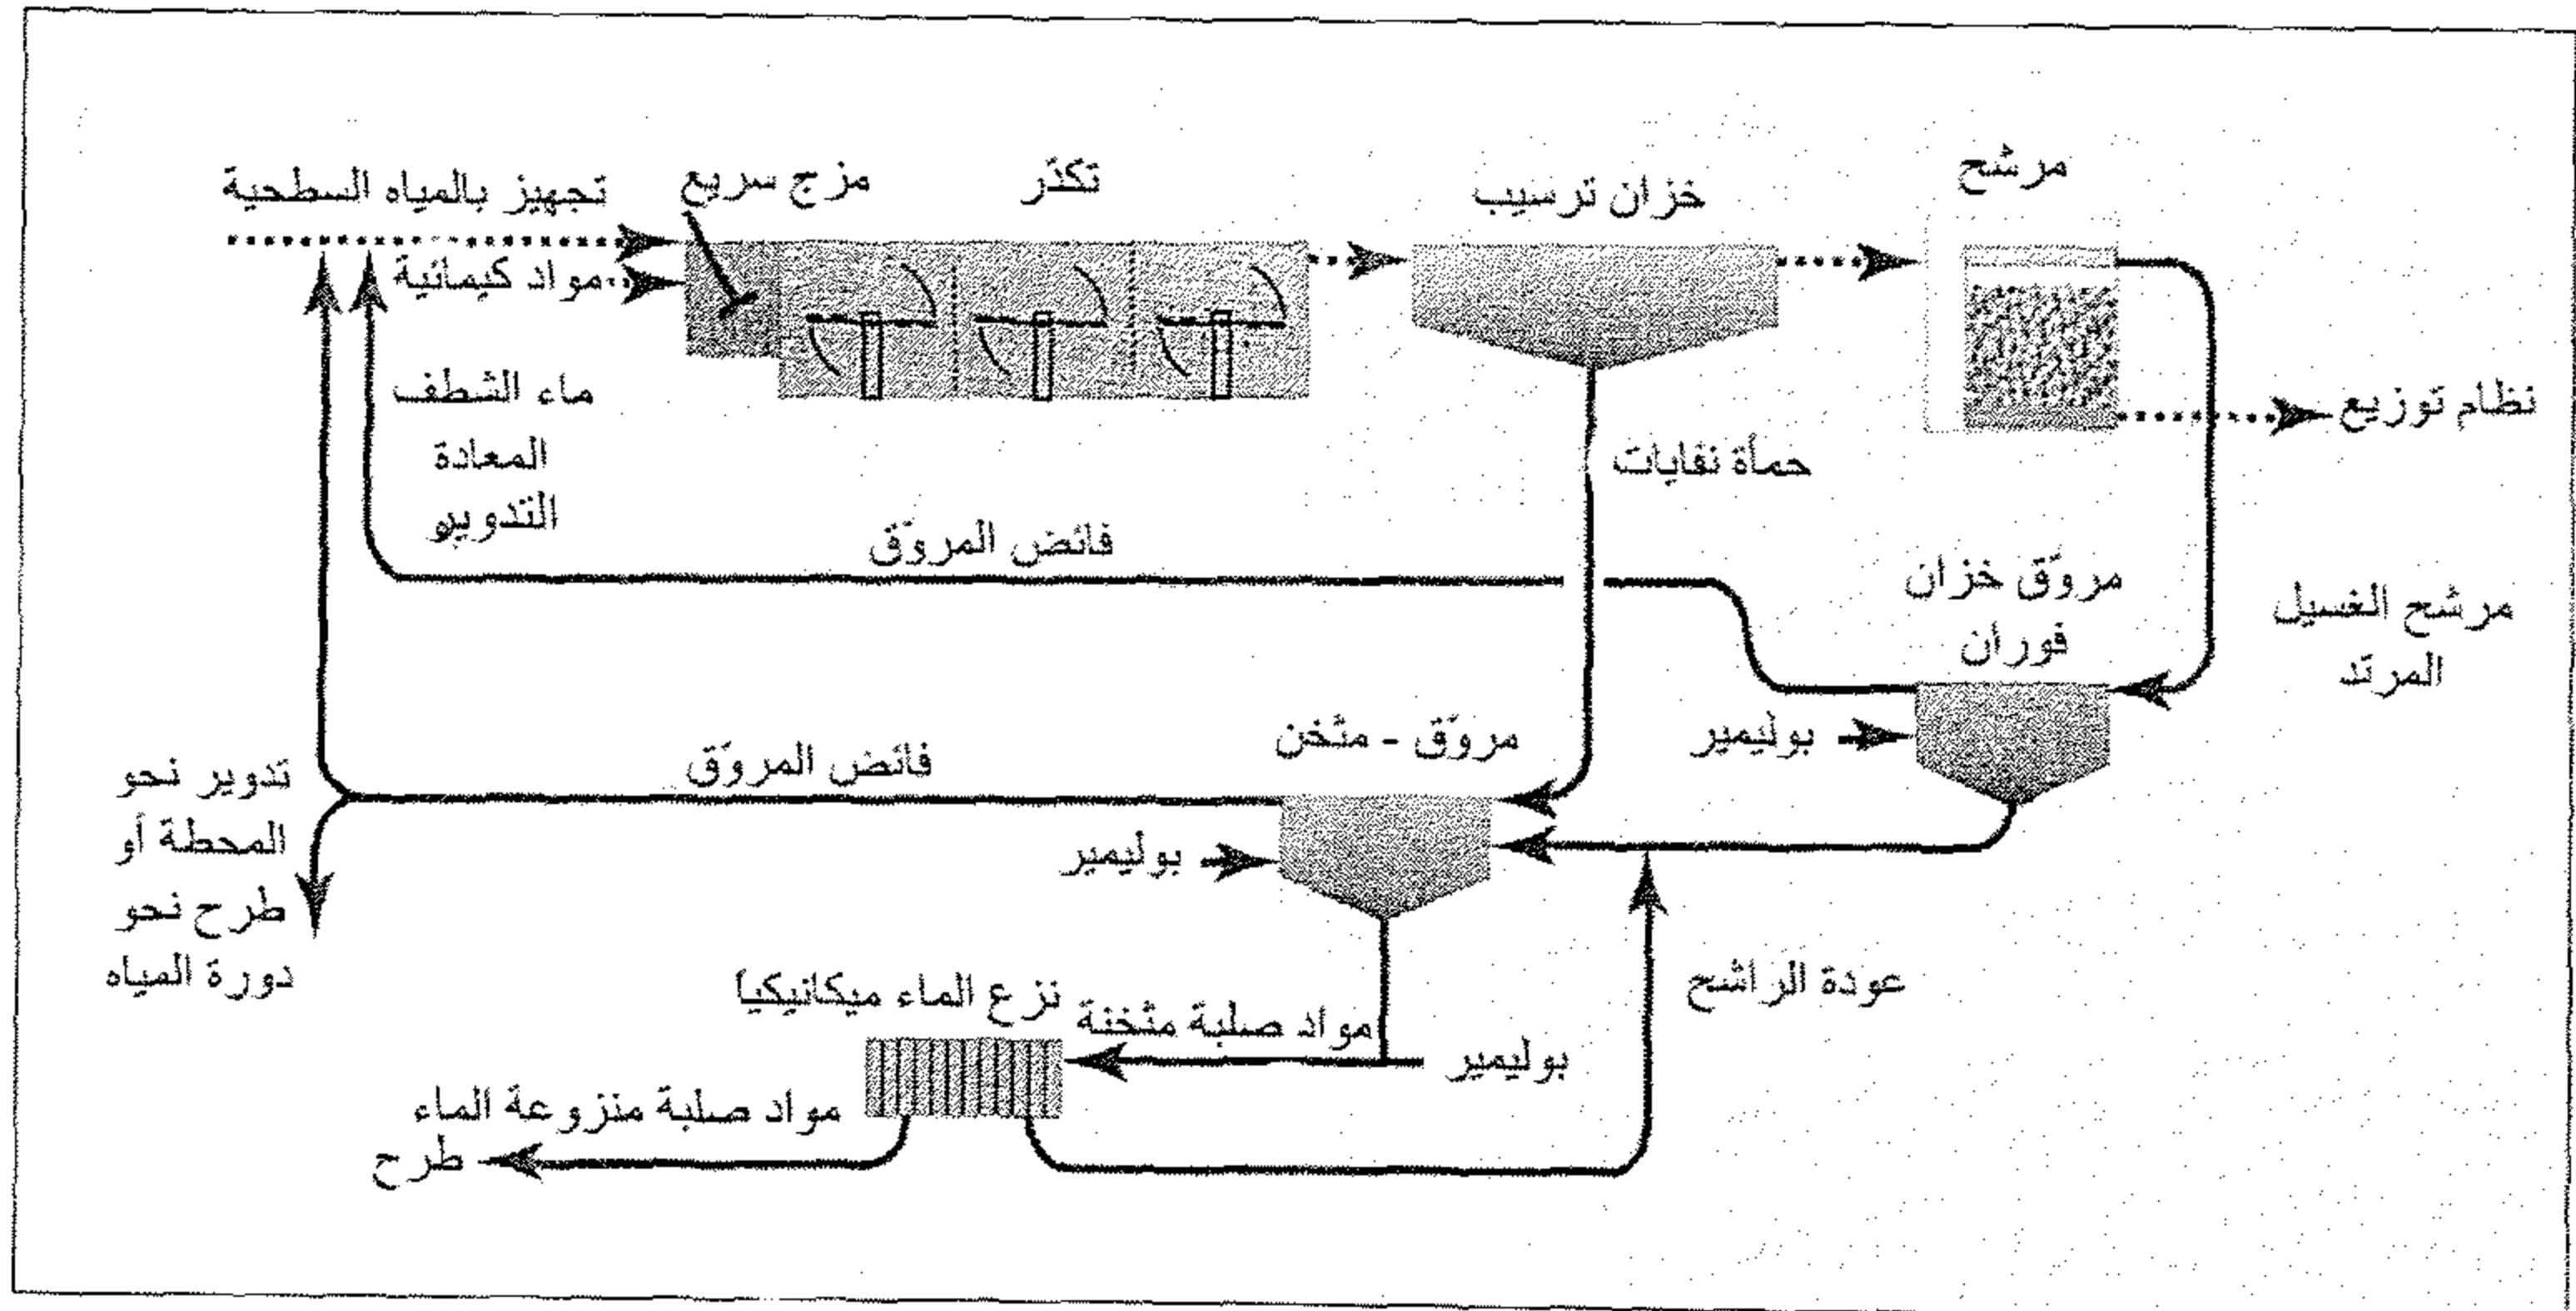 مرشح
خزان ترسيب
تكتر
مزج سريع
تجهيز بالمياه السطحية
مواد كيمائية
نظام توزيع
ماء الشطف
المعادة
التدوير
حمأة نفايات
فائض المروّق
مروّق خزان
فوران
مرشح الغسيل
المرتد
بوليمير
مروّق - مثخن
فائض المروّق
بوليمير
تدوير نحو
المحطة أو
طرح نحو
دورة المياه
عودة الراشح
نزع الماء ميكانيكيا
مواد صلبة مثخنة
بوليمير
مواد صلبة منزوعة الماء
طرح